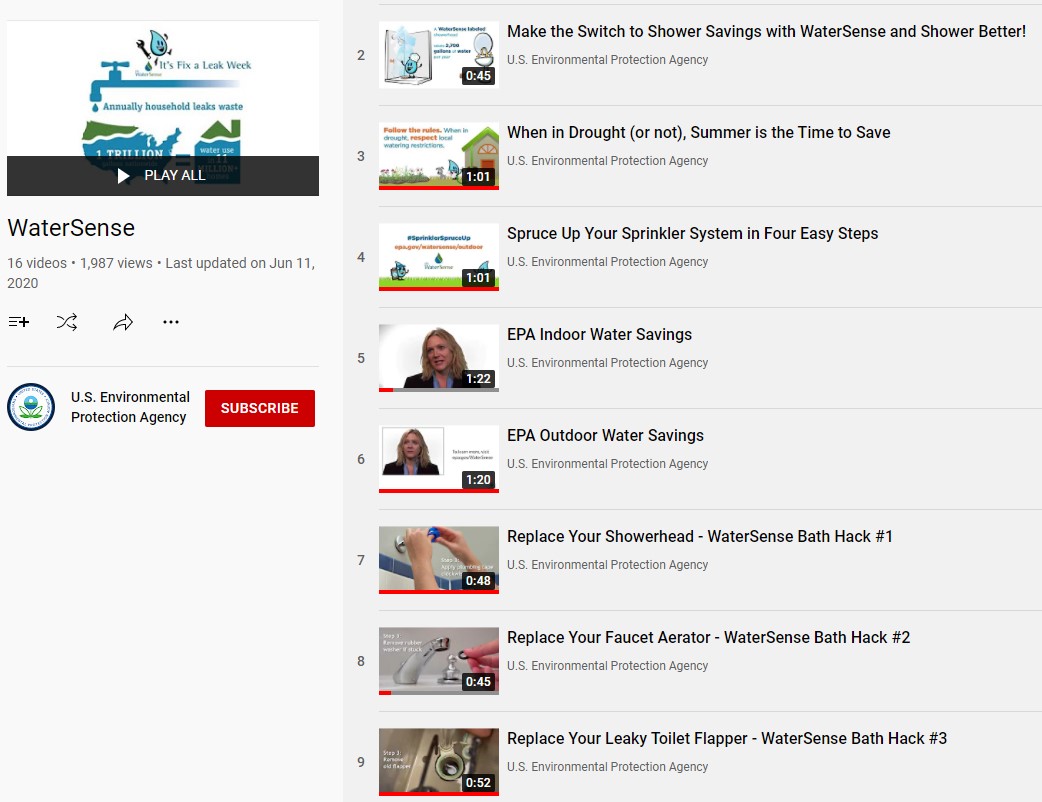 It's Fix a Leak Week
WaterSense
Annually household leaks waste
1 TRILLION
water use
PLAY ALL
WaterSense
16 videos • 1,987 views • Last updated on Jun 11,
2020
U.S. Environmental
Protection Agency
SUBSCRIBE
2
A WaterSense labeled
showerhead
saves 2,700
gallons of water
per year
0:45
Make the Switch to Shower Savings with WaterSense and Shower Better!
U.S. Environmental Protection Agency
3
Follow the rules. When in
drought, respect local
watering restrictions.
1:01
When in Drought (or not), Summer is the Time to Save
U.S. Environmental Protection Agency
4
#SprinklerSpruceUp
epa.gov/watersense/outdoor
WaterSense
1:01
Spruce Up Your Sprinkler System in Four Easy Steps
U.S. Environmental Protection Agency
5
1:22
EPA Indoor Water Savings
U.S. Environmental Protection Agency
6
1:20
EPA Outdoor Water Savings
U.S. Environmental Protection Agency
7
Apply plumbing tape
0:48
Replace Your Showerhead - WaterSense Bath Hack #1
U.S. Environmental Protection Agency
8
Step 3:
Remove rubber
washer if stuck
0:45
Replace Your Faucet Aerator - WaterSense Bath Hack #2
U.S. Environmental Protection Agency
9
Step 3:
Remove
old flapper
0:52
Replace Your Leaky Toilet Flapper - WaterSense Bath Hack #3
U.S. Environmental Protection Agency